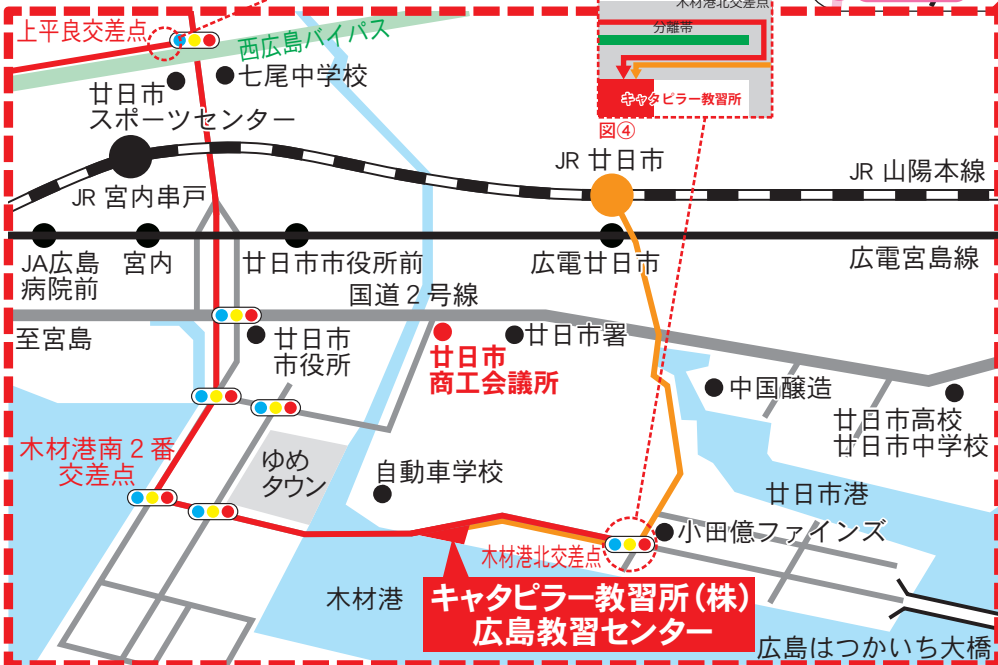 木材港北交差点
分離帯
キャタピラー教習所
図④
上平良交差点
西広島バイパス
七尾中学校
廿日市
スポーツセンター
JR 宮内串戸
JR 廿日市
JR 山陽本線
JA広島
病院前
宮内
廿日市市役所前
広電廿日市
広電宮島線
国道２号線
至宮島
廿日市
市役所
廿日市
商工会議所
廿日市署
中国醸造
廿日市高校
廿日市中学校
木材港南２番
交差点
ゆめ
タウン
自動車学校
廿日市港
小田億ファインズ
木材港北交差点
木材港
キャタピラー教習所(株)
広島教習センター
広島はつかいち大橋